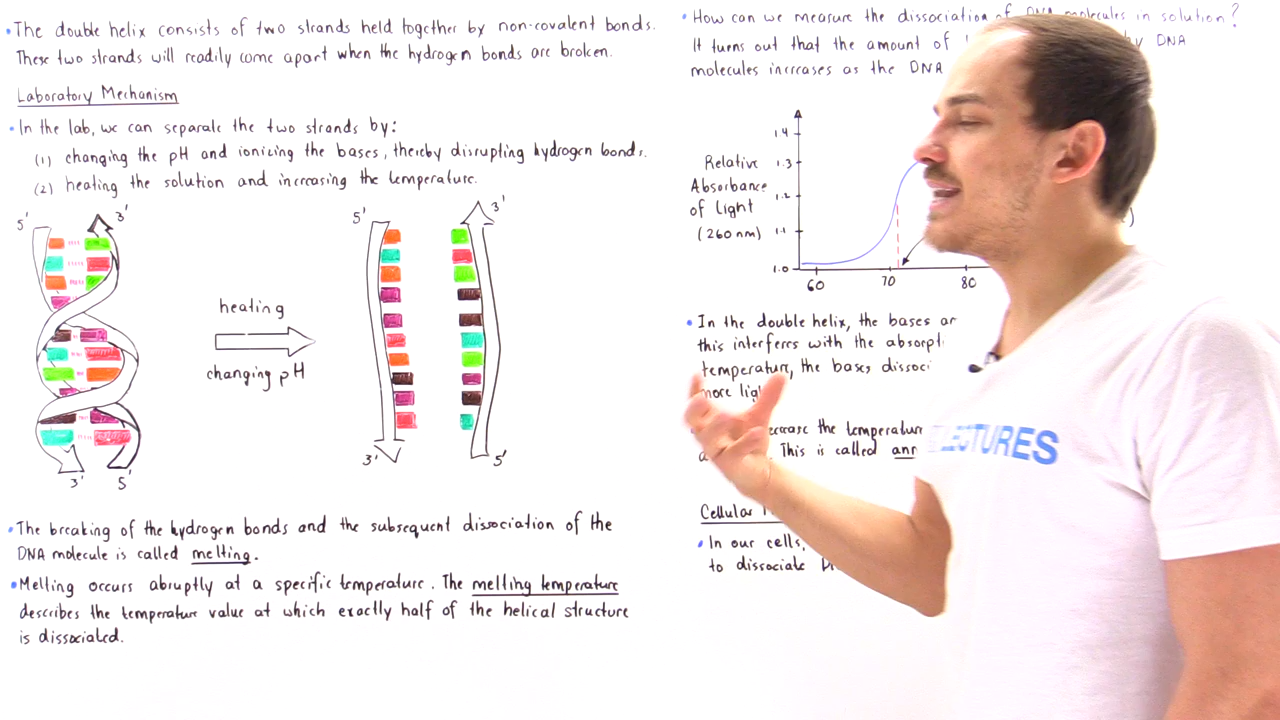 •The double helix consists of two strands held together by non-covalent bonds.
These two strands will readily come apart when the hydrogen bonds are broken.
Laboratory Mechanism
•In the lab, we can separate the two strands by:
(1) changing the pH and ionizing the bases, thereby disrupting hydrogen bonds.
(2) heating the solution and increasing the temperature.
5' 3'
3' 5'
heating
changing pH
5' 3'
3' 5'
•The breaking of the hydrogen bonds and the subsequent dissociation of the
DNA molecule is called melting.
•Melting occurs abruptly at a specific temperature. The melting temperature
describes the temperature value at which exactly half of the helical structure
is dissociated.
•How can we measure the dissociation of DNA molecules in solution?
It turns out that the amount of DNA
molecules increases as the DNA
Relative
Absorbance
of Light
(260 nm)
1.4
1.3
1.2
1.1
1.0
60 70 80
•In the double helix, the bases
this interferes with the
temperature, the bases
more
the temperature
This is called
Cellular
•In our cells,
to dissociate
LECTURES